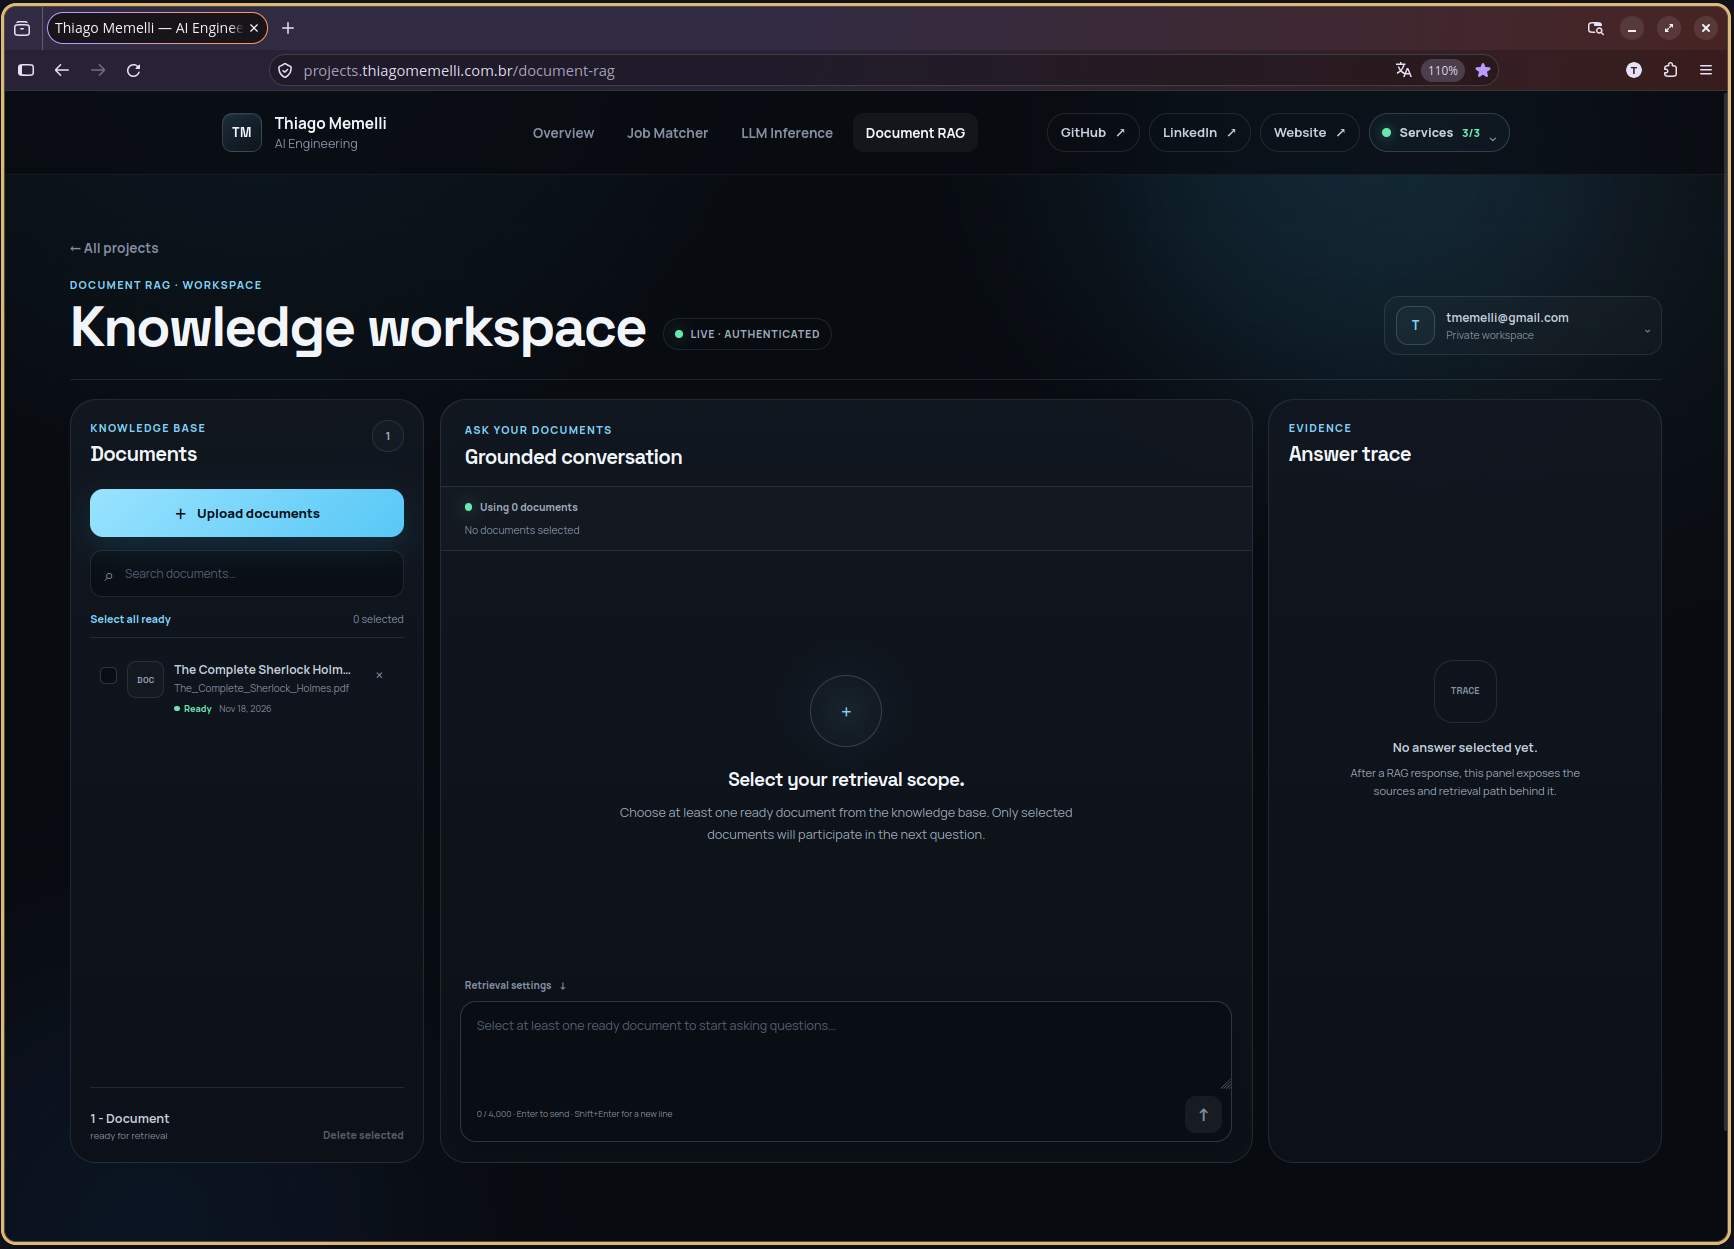 Thiago Memelli — AI Enginee
projects.thiagomemelli.com.br/document-rag
110%
T
TM
Thiago Memelli
AI Engineering
Overview
Job Matcher
LLM Inference
Document RAG
GitHub ↗
LinkedIn ↗
Website ↗
Services 3/3
← All projects
DOCUMENT RAG · WORKSPACE
Knowledge workspace
LIVE · AUTHENTICATED
T
tmemelli@gmail.com
Private workspace
KNOWLEDGE BASE
Documents
1
+ Upload documents
Search documents...
Select all ready
0 selected
DOC
The Complete Sherlock Holm...
The_Complete_Sherlock_Holmes.pdf
Ready Nov 18, 2026
×
1 - Document
ready for retrieval
Delete selected
ASK YOUR DOCUMENTS
Grounded conversation
Using 0 documents
No documents selected
+
Select your retrieval scope.
Choose at least one ready document from the knowledge base. Only selected
documents will participate in the next question.
Retrieval settings ↓
Select at least one ready document to start asking questions...
0 / 4,000 · Enter to send · Shift+Enter for a new line
↑
EVIDENCE
Answer trace
TRACE
No answer selected yet.
After a RAG response, this panel exposes the
sources and retrieval path behind it.